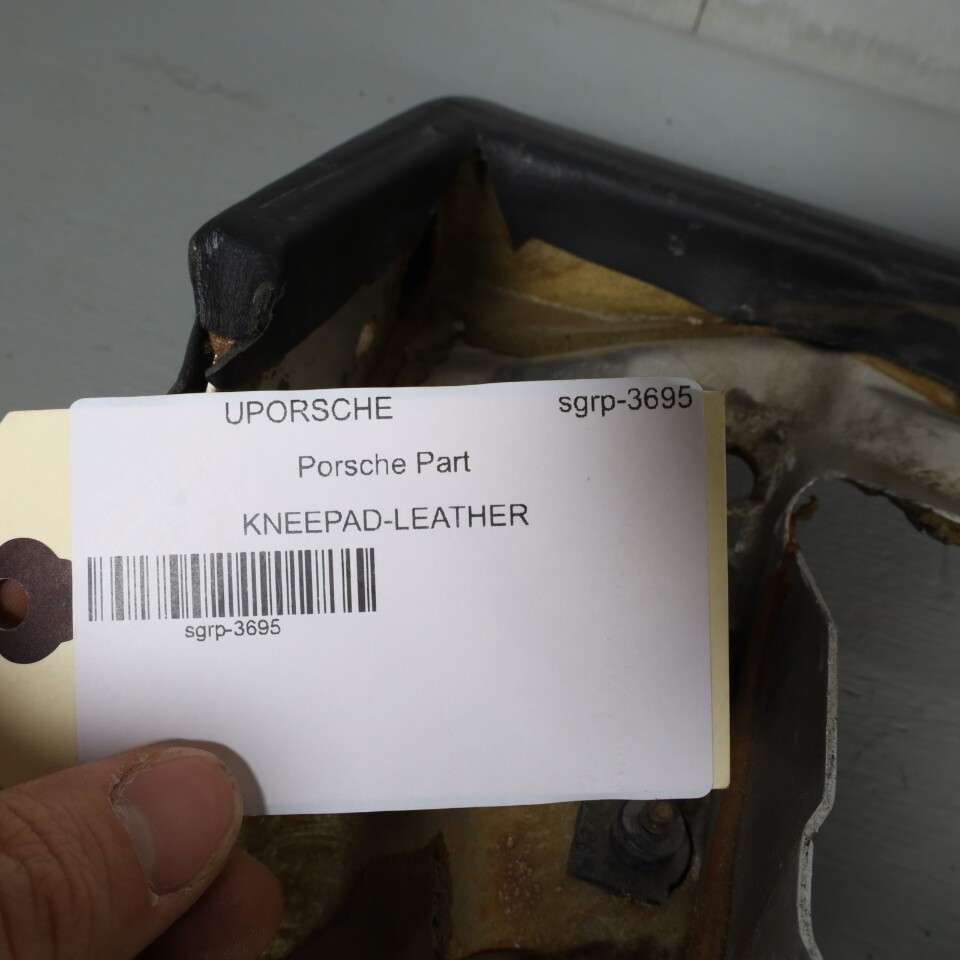 UPORSCHE sgrp-3695
Porsche Part
KNEEPAD-LEATHER
sgrp-3695